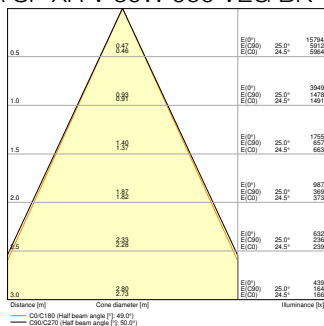 0.5
0.47
0.46
E(0°) 15794
E(C90) 25.0° 5912
E(C0) 24.5° 5964
1.0
0.93
0.91
E(0°) 3949
E(C90) 25.0° 1478
E(C0) 24.5° 1491
1.5
1.40
1.37
E(0°) 1755
E(C90) 25.0° 657
E(C0) 24.5° 663
2.0
1.87
1.82
E(0°) 987
E(C90) 25.0° 369
E(C0) 24.5° 373
2.5
2.33
2.28
E(0°) 632
E(C90) 25.0° 236
E(C0) 24.5° 239
3.0
2.80
2.73
E(0°) 439
E(C90) 25.0° 164
E(C0) 24.5° 166
Distance [m] Cone diameter [m] Illuminance [lx]
C0/C180 (Half beam angle [°]: 49.0°)
C90/C270 (Half beam angle [°]: 50.0°)